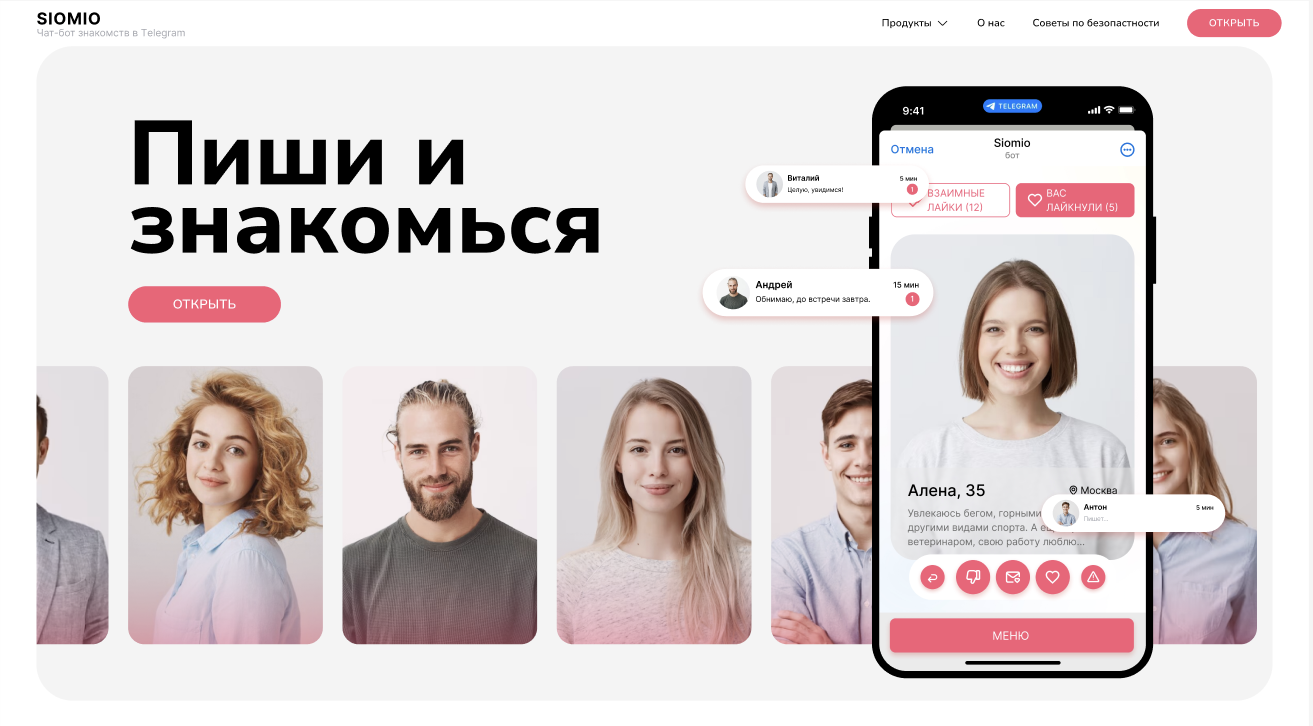 SIOMIO
Чат-бот знакомств в Telegram
Продукты
О нас
Советы по безопастности
ОТКРЫТЬ
Пиши и
знакомься
ОТКРЫТЬ
9:41
TELEGRAM
Отмена
Siomio
бот
Виталий
5 мин
Целую, увидимся!
1
ВЗАИМНЫЕ
ЛАЙКИ (12)
ВАС
ЛАЙКНУЛИ (5)
Андрей
15 мин
Обнимаю, до встречи завтра.
1
Алена, 35
Москва
Увлекаюсь бегом, горными
другими видами спорта. А
ветеринаром, свою работу люблю...
Антон
5 мин
Пишет...
МЕНЮ